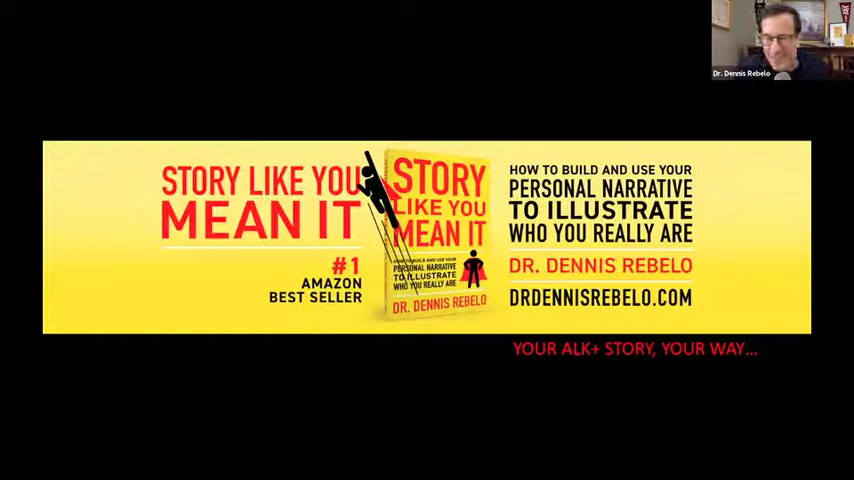 Dr. Dennis Rebelo
STORY LIKE YOU
MEAN IT
#1
AMAZON
BEST SELLER
STORY
LIKE YOU
MEAN IT
HOW TO BUILD AND USE YOUR
PERSONAL NARRATIVE
TO ILLUSTRATE
WHO YOU REALLY ARE
DR. DENNIS REBELO
HOW TO BUILD AND USE YOUR
PERSONAL NARRATIVE
TO ILLUSTRATE
WHO YOU REALLY ARE
DR. DENNIS REBELO
DRDENNISREBELO.COM
YOUR ALK+ STORY, YOUR WAY...